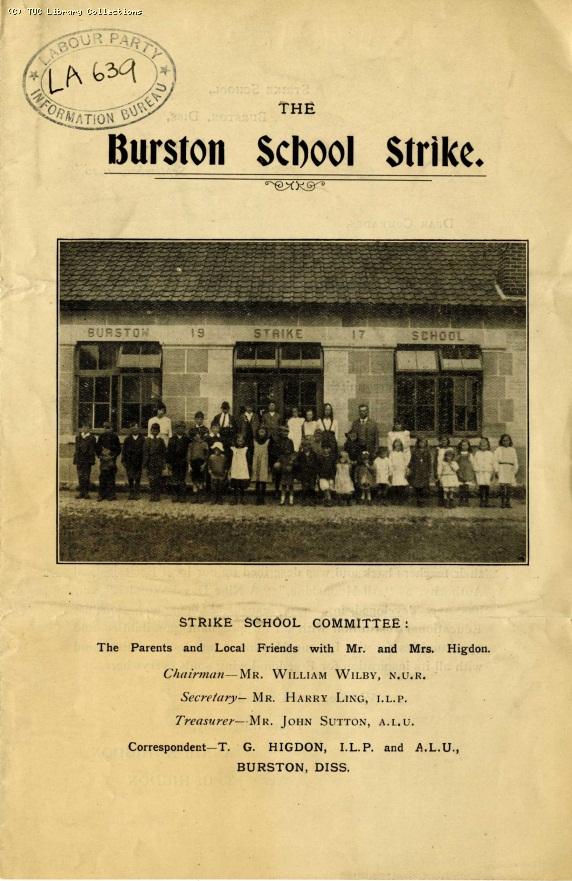 (C) TUC Library Collections
★ LABOUR PARTY ★
LA 639
INFORMATION BUREAU
THE
Burston School Strike.
BURSTON 19 STRIKE 17 SCHOOL
STRIKE SCHOOL COMMITTEE:
The Parents and Local Friends with Mr. and Mrs. Higdon.
Chairman—MR. WILLIAM WILBY, N.U.R.
Secretary—MR. HARRY LING, I.L.P.
Treasurer—MR. JOHN SUTTON, A.L.U.
Correspondent—T. G. HIGDON, I.L.P. and A.L.U.,
BURSTON, DISS.